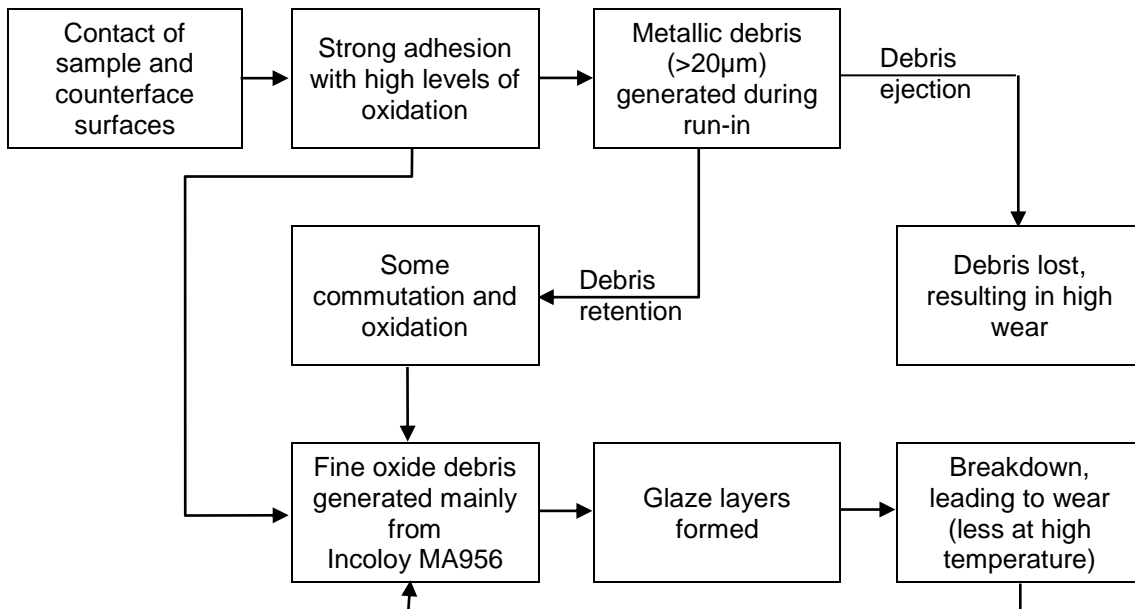 Contact of
sample and
counterface
surfaces
Strong adhesion
with high levels of
oxidation
Metallic debris
(>20µm)
generated during
run-in
Debris
ejection
Some
commutation and
oxidation
Debris
retention
Debris lost,
resulting in high
wear
Fine oxide debris
generated mainly
from
Incoloy MA956
Glaze layers
formed
Breakdown,
leading to wear
(less at high
temperature)